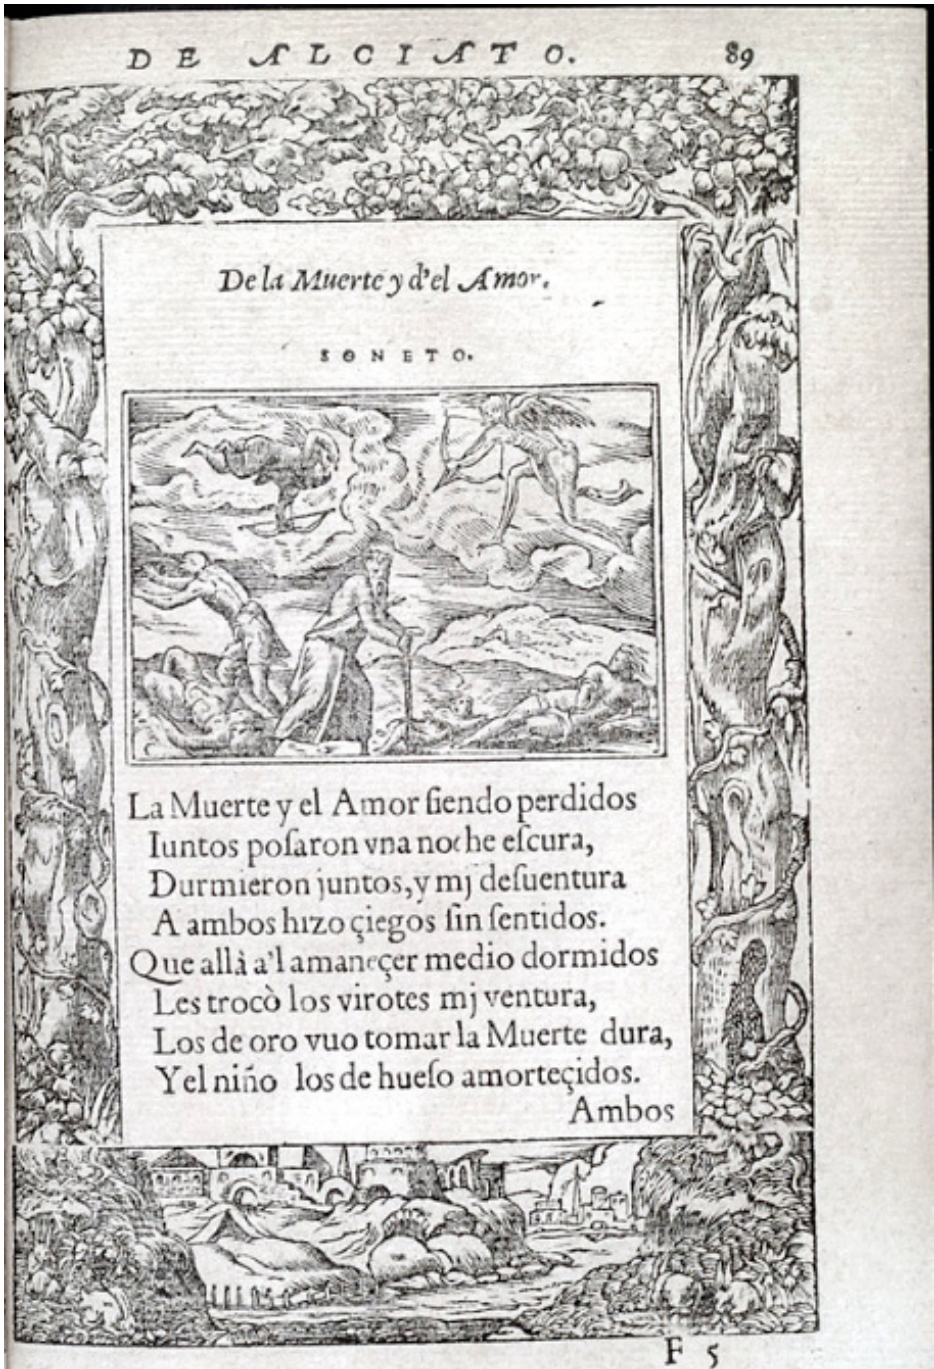 DE ALCIATO. 89
De la Muerte y d'el Amor.
SONETO.
La Muerte y el Amor ſiendo perdidos
Iuntos poſaron vna noche eſcura,
Durmieron juntos, y mj deſuentura
A ambos hizo çiegos ſin ſentidos.
Que allà a'l amaneçer medio dormidos
Les trocò los virotes mj ventura,
Los de oro vuo tomar la Muerte dura,
Y el niño los de hueſo amorteçidos.
Ambos
F 5